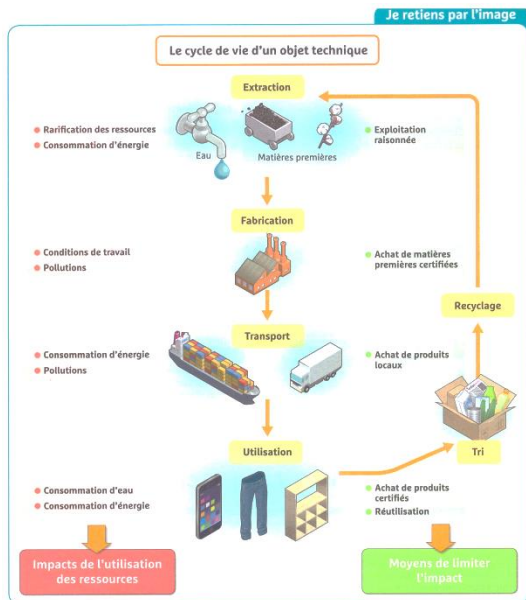 Je retiens par l'image
Le cycle de vie d'un objet technique
Extraction
Rarification des ressources
Consommation d'énergie
Eau
Matières premières
Exploitation
raisonnée
Fabrication
Conditions de travail
Pollutions
Achat de matières
premières certifiées
Recyclage
Transport
Consommation d'énergie
Pollutions
Achat de produits
locaux
Utilisation
Tri
Consommation d'eau
Consommation d'énergie
Achat de produits
certifiés
Réutilisation
Impacts de l'utilisation
des ressources
Moyens de limiter
l'impact